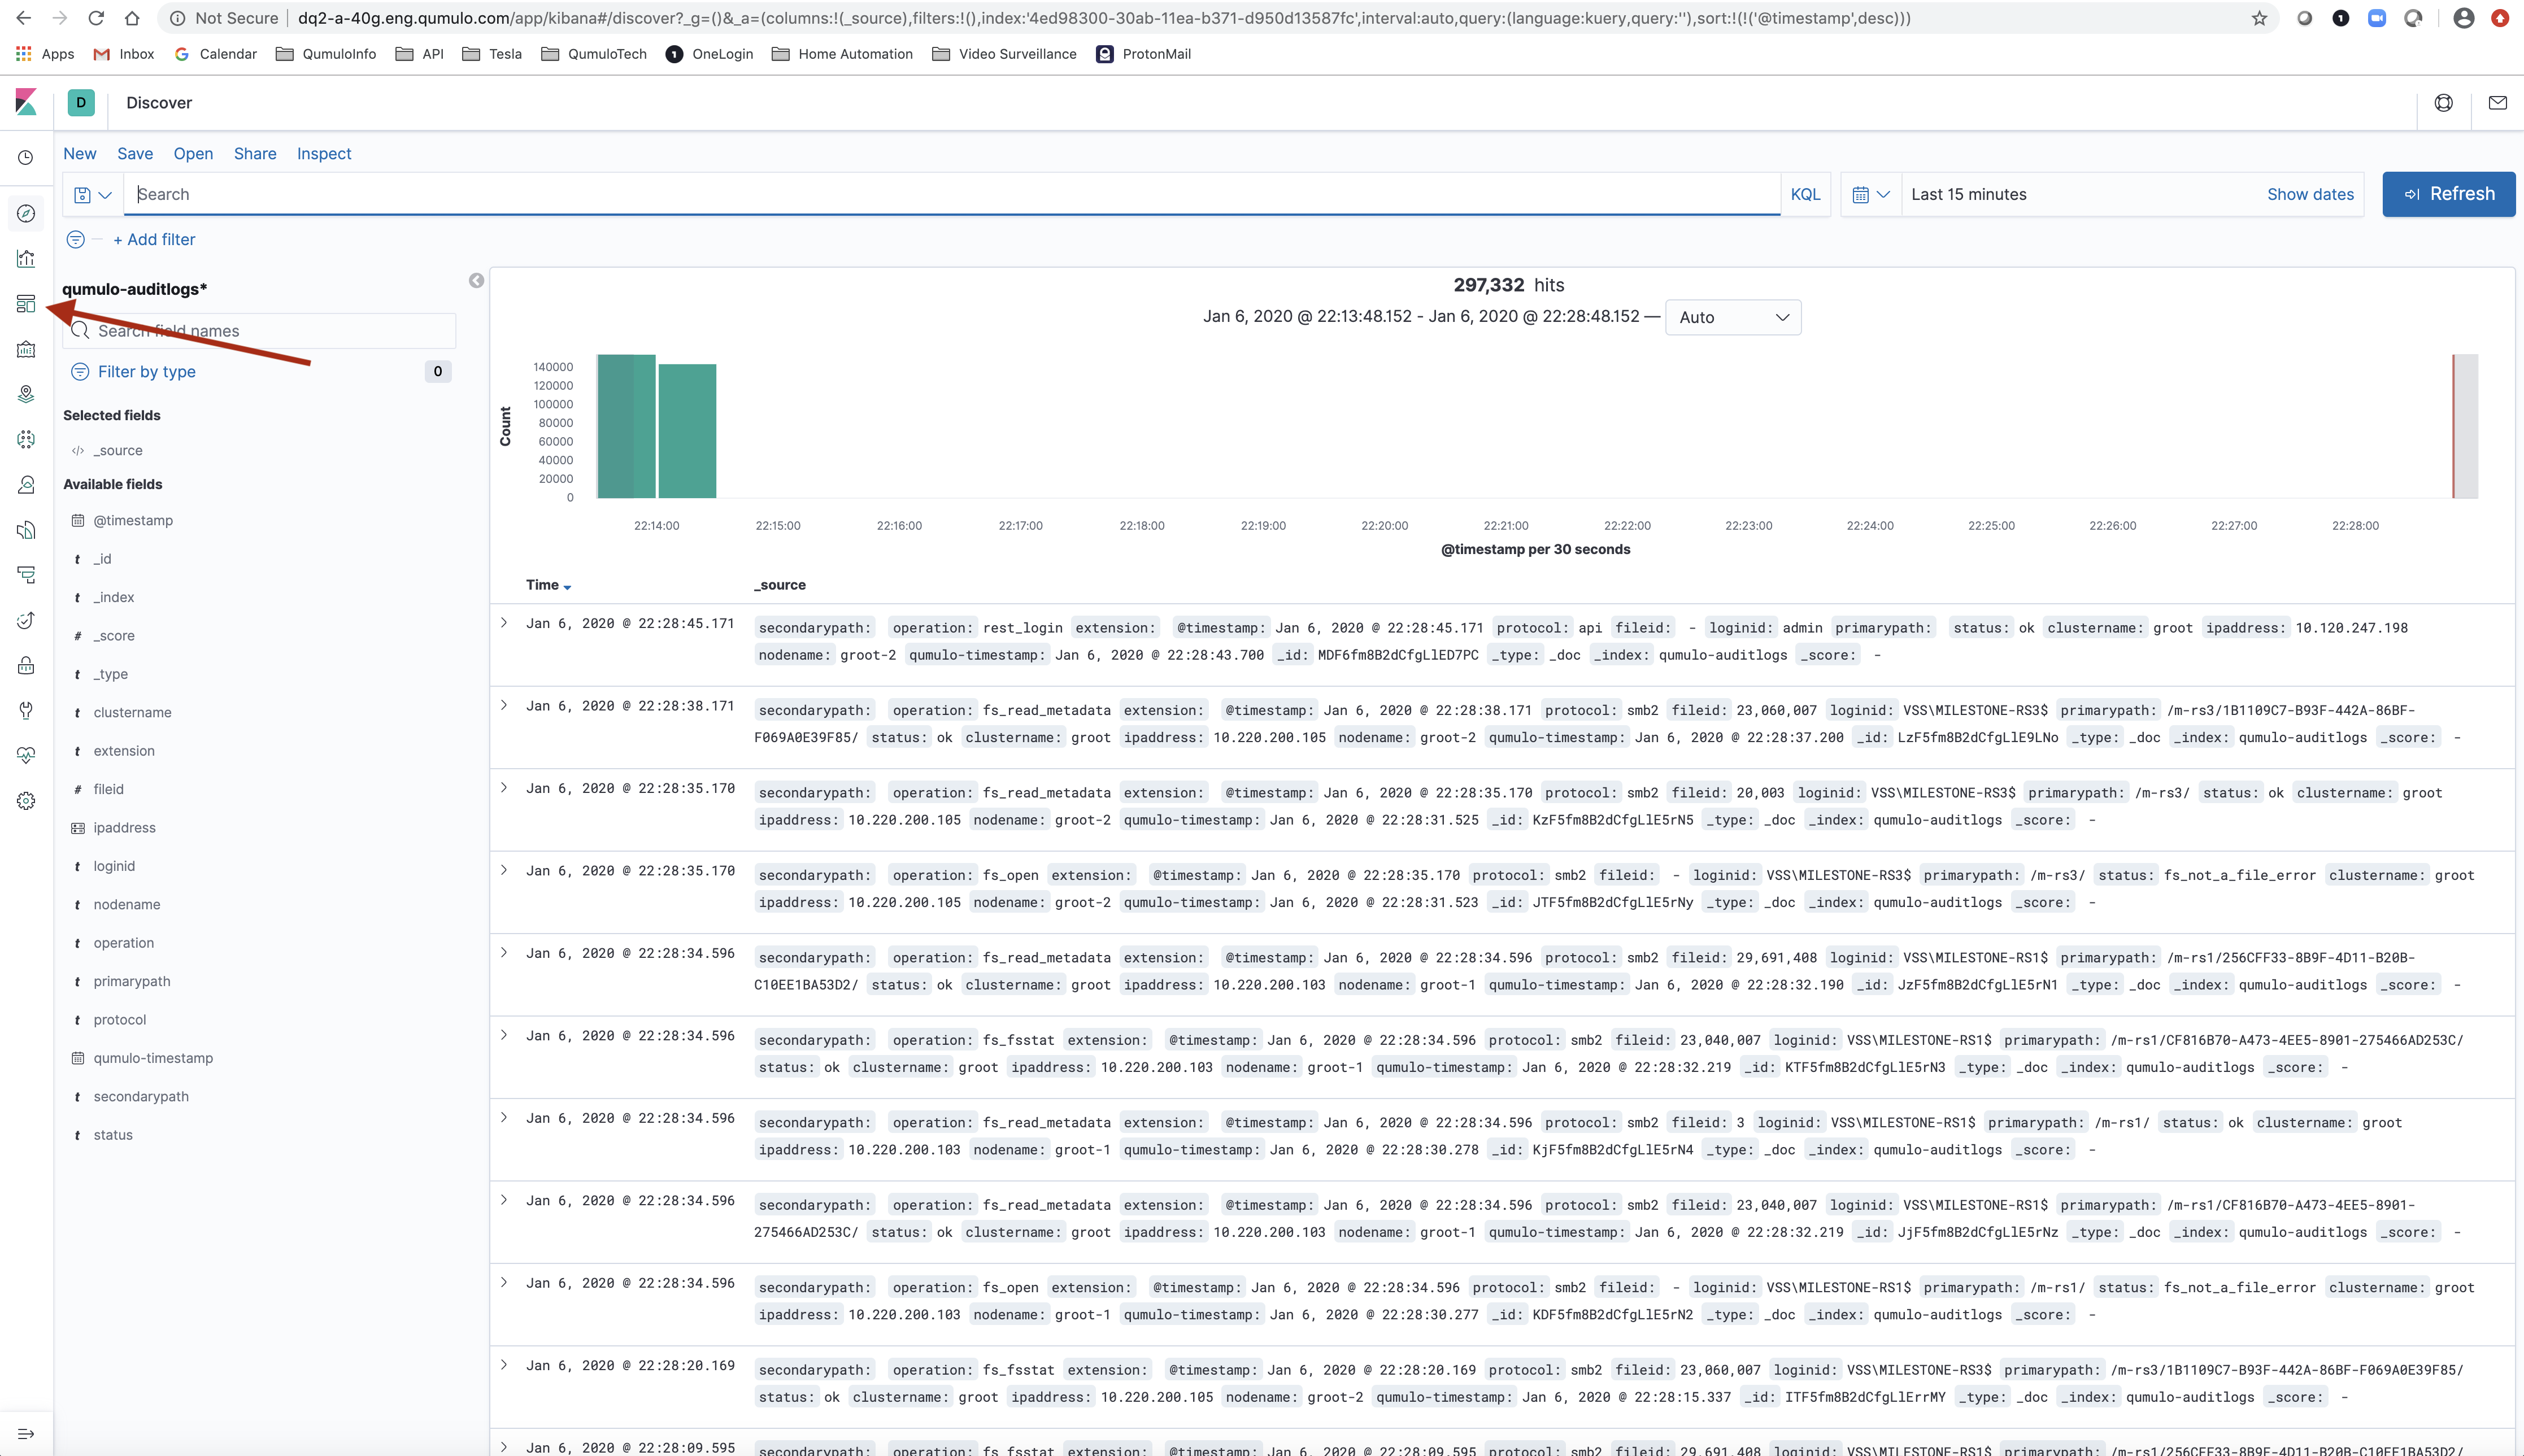 Not Secure | dq2-a-40g.eng.qumulo.com/app/kibana#/discover?_g=()&_a=(columns:!(_source),filters:!(),index:'4ed98300-30ab-11ea-b371-d950d13587fc',interval:auto,query:(language:kuery,query:''),sort:!(!('@timestamp',desc)))
Apps Inbox Calendar QumuloInfo API Tesla QumuloTech OneLogin Home Automation Video Surveillance ProtonMail
D Discover
New Save Open Share Inspect
Search KQL Last 15 minutes Show dates Refresh
+ Add filter
qumulo-auditlogs*
Search field names
Filter by type 0
Selected fields
_source
Available fields
@timestamp
t _id
t _index
# _score
t _type
t clustername
t extension
# fileid
ipaddress
t loginid
t nodename
t operation
t primarypath
t protocol
qumulo-timestamp
t secondarypath
t status
297,332 hits
Jan 6, 2020 @ 22:13:48.152 - Jan 6, 2020 @ 22:28:48.152 — Auto
140000
120000
100000
80000
60000
40000
20000
0
Count
22:14:00 22:15:00 22:16:00 22:17:00 22:18:00 22:19:00 22:20:00 22:21:00 22:22:00 22:23:00 22:24:00 22:25:00 22:26:00 22:27:00 22:28:00
@timestamp per 30 seconds
Time _source
Jan 6, 2020 @ 22:28:45.171 secondarypath: operation: rest_login extension: @timestamp: Jan 6, 2020 @ 22:28:45.171 protocol: api fileid: - loginid: admin primarypath: status: ok clustername: groot ipaddress: 10.120.247.198
nodename: groot-2 qumulo-timestamp: Jan 6, 2020 @ 22:28:43.700 _id: MDF6fm8B2dCfgLlED7PC _type: _doc _index: qumulo-auditlogs _score: -
Jan 6, 2020 @ 22:28:38.171 secondarypath: operation: fs_read_metadata extension: @timestamp: Jan 6, 2020 @ 22:28:38.171 protocol: smb2 fileid: 23,060,007 loginid: VSS\MILESTONE-RS3$ primarypath: /m-rs3/1B1109C7-B93F-442A-86BF-
F069A0E39F85/ status: ok clustername: groot ipaddress: 10.220.200.105 nodename: groot-2 qumulo-timestamp: Jan 6, 2020 @ 22:28:37.200 _id: LzF5fm8B2dCfgLlE9LNo _type: _doc _index: qumulo-auditlogs _score: -
Jan 6, 2020 @ 22:28:35.170 secondarypath: operation: fs_read_metadata extension: @timestamp: Jan 6, 2020 @ 22:28:35.170 protocol: smb2 fileid: 20,003 loginid: VSS\MILESTONE-RS3$ primarypath: /m-rs3/ status: ok clustername: groot
ipaddress: 10.220.200.105 nodename: groot-2 qumulo-timestamp: Jan 6, 2020 @ 22:28:31.525 _id: KzF5fm8B2dCfgLlE5rN5 _type: _doc _index: qumulo-auditlogs _score: -
Jan 6, 2020 @ 22:28:35.170 secondarypath: operation: fs_open extension: @timestamp: Jan 6, 2020 @ 22:28:35.170 protocol: smb2 fileid: - loginid: VSS\MILESTONE-RS3$ primarypath: /m-rs3/ status: fs_not_a_file_error clustername: groot
ipaddress: 10.220.200.105 nodename: groot-2 qumulo-timestamp: Jan 6, 2020 @ 22:28:31.523 _id: JTF5fm8B2dCfgLlE5rNy _type: _doc _index: qumulo-auditlogs _score: -
Jan 6, 2020 @ 22:28:34.596 secondarypath: operation: fs_read_metadata extension: @timestamp: Jan 6, 2020 @ 22:28:34.596 protocol: smb2 fileid: 29,691,408 loginid: VSS\MILESTONE-RS1$ primarypath: /m-rs1/256CFF33-8B9F-4D11-B20B-
C10EE1BA53D2/ status: ok clustername: groot ipaddress: 10.220.200.103 nodename: groot-1 qumulo-timestamp: Jan 6, 2020 @ 22:28:32.190 _id: JzF5fm8B2dCfgLlE5rN1 _type: _doc _index: qumulo-auditlogs _score: -
Jan 6, 2020 @ 22:28:34.596 secondarypath: operation: fs_fsstat extension: @timestamp: Jan 6, 2020 @ 22:28:34.596 protocol: smb2 fileid: 23,040,007 loginid: VSS\MILESTONE-RS1$ primarypath: /m-rs1/CF816B70-A473-4EE5-8901-275466AD253C/
status: ok clustername: groot ipaddress: 10.220.200.103 nodename: groot-1 qumulo-timestamp: Jan 6, 2020 @ 22:28:32.219 _id: KTF5fm8B2dCfgLlE5rN3 _type: _doc _index: qumulo-auditlogs _score: -
Jan 6, 2020 @ 22:28:34.596 secondarypath: operation: fs_read_metadata extension: @timestamp: Jan 6, 2020 @ 22:28:34.596 protocol: smb2 fileid: 3 loginid: VSS\MILESTONE-RS1$ primarypath: /m-rs1/ status: ok clustername: groot
ipaddress: 10.220.200.103 nodename: groot-1 qumulo-timestamp: Jan 6, 2020 @ 22:28:30.278 _id: KjF5fm8B2dCfgLlE5rN4 _type: _doc _index: qumulo-auditlogs _score: -
Jan 6, 2020 @ 22:28:34.596 secondarypath: operation: fs_read_metadata extension: @timestamp: Jan 6, 2020 @ 22:28:34.596 protocol: smb2 fileid: 23,040,007 loginid: VSS\MILESTONE-RS1$ primarypath: /m-rs1/CF816B70-A473-4EE5-8901-
275466AD253C/ status: ok clustername: groot ipaddress: 10.220.200.103 nodename: groot-1 qumulo-timestamp: Jan 6, 2020 @ 22:28:32.219 _id: JjF5fm8B2dCfgLlE5rNz _type: _doc _index: qumulo-auditlogs _score: -
Jan 6, 2020 @ 22:28:34.596 secondarypath: operation: fs_open extension: @timestamp: Jan 6, 2020 @ 22:28:34.596 protocol: smb2 fileid: - loginid: VSS\MILESTONE-RS1$ primarypath: /m-rs1/ status: fs_not_a_file_error clustername: groot
ipaddress: 10.220.200.103 nodename: groot-1 qumulo-timestamp: Jan 6, 2020 @ 22:28:30.277 _id: KDF5fm8B2dCfgLlE5rN2 _type: _doc _index: qumulo-auditlogs _score: -
Jan 6, 2020 @ 22:28:20.169 secondarypath: operation: fs_fsstat extension: @timestamp: Jan 6, 2020 @ 22:28:20.169 protocol: smb2 fileid: 23,060,007 loginid: VSS\MILESTONE-RS3$ primarypath: /m-rs3/1B1109C7-B93F-442A-86BF-F069A0E39F85/
status: ok clustername: groot ipaddress: 10.220.200.105 nodename: groot-2 qumulo-timestamp: Jan 6, 2020 @ 22:28:15.337 _id: ITF5fm8B2dCfgLlErrMY _type: _doc _index: qumulo-auditlogs _score: -
Jan 6, 2020 @ 22:28:09.595 secondarypath: operation: fs_fsstat extension: @timestamp: Jan 6, 2020 @ 22:28:09.595 protocol: smb2 fileid: 29,691,408 loginid: VSS\MILESTONE-RS1$ primarypath: /m-rs1/256CFF33-8B9F-4D11-B20B-C10EE1BA53D2/